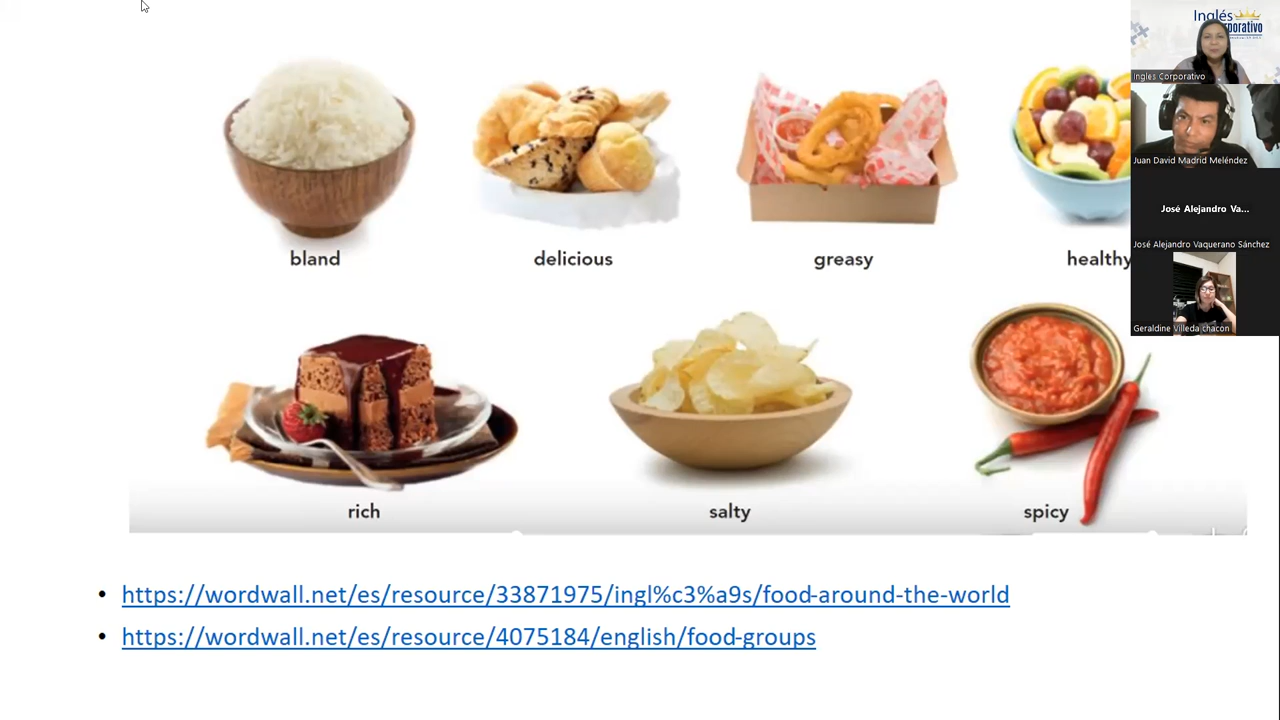 bland
delicious
greasy
healthy
rich
salty
spicy
• https://wordwall.net/es/resource/33871975/ingl%c3%a9s/food-around-the-world
• https://wordwall.net/es/resource/4075184/english/food-groups
Inglés
Ingles Corporativo
Juan David Madrid Meléndez
José Alejandro Va...
José Alejandro Vaquerano Sánchez
Geraldine Villeda chacon